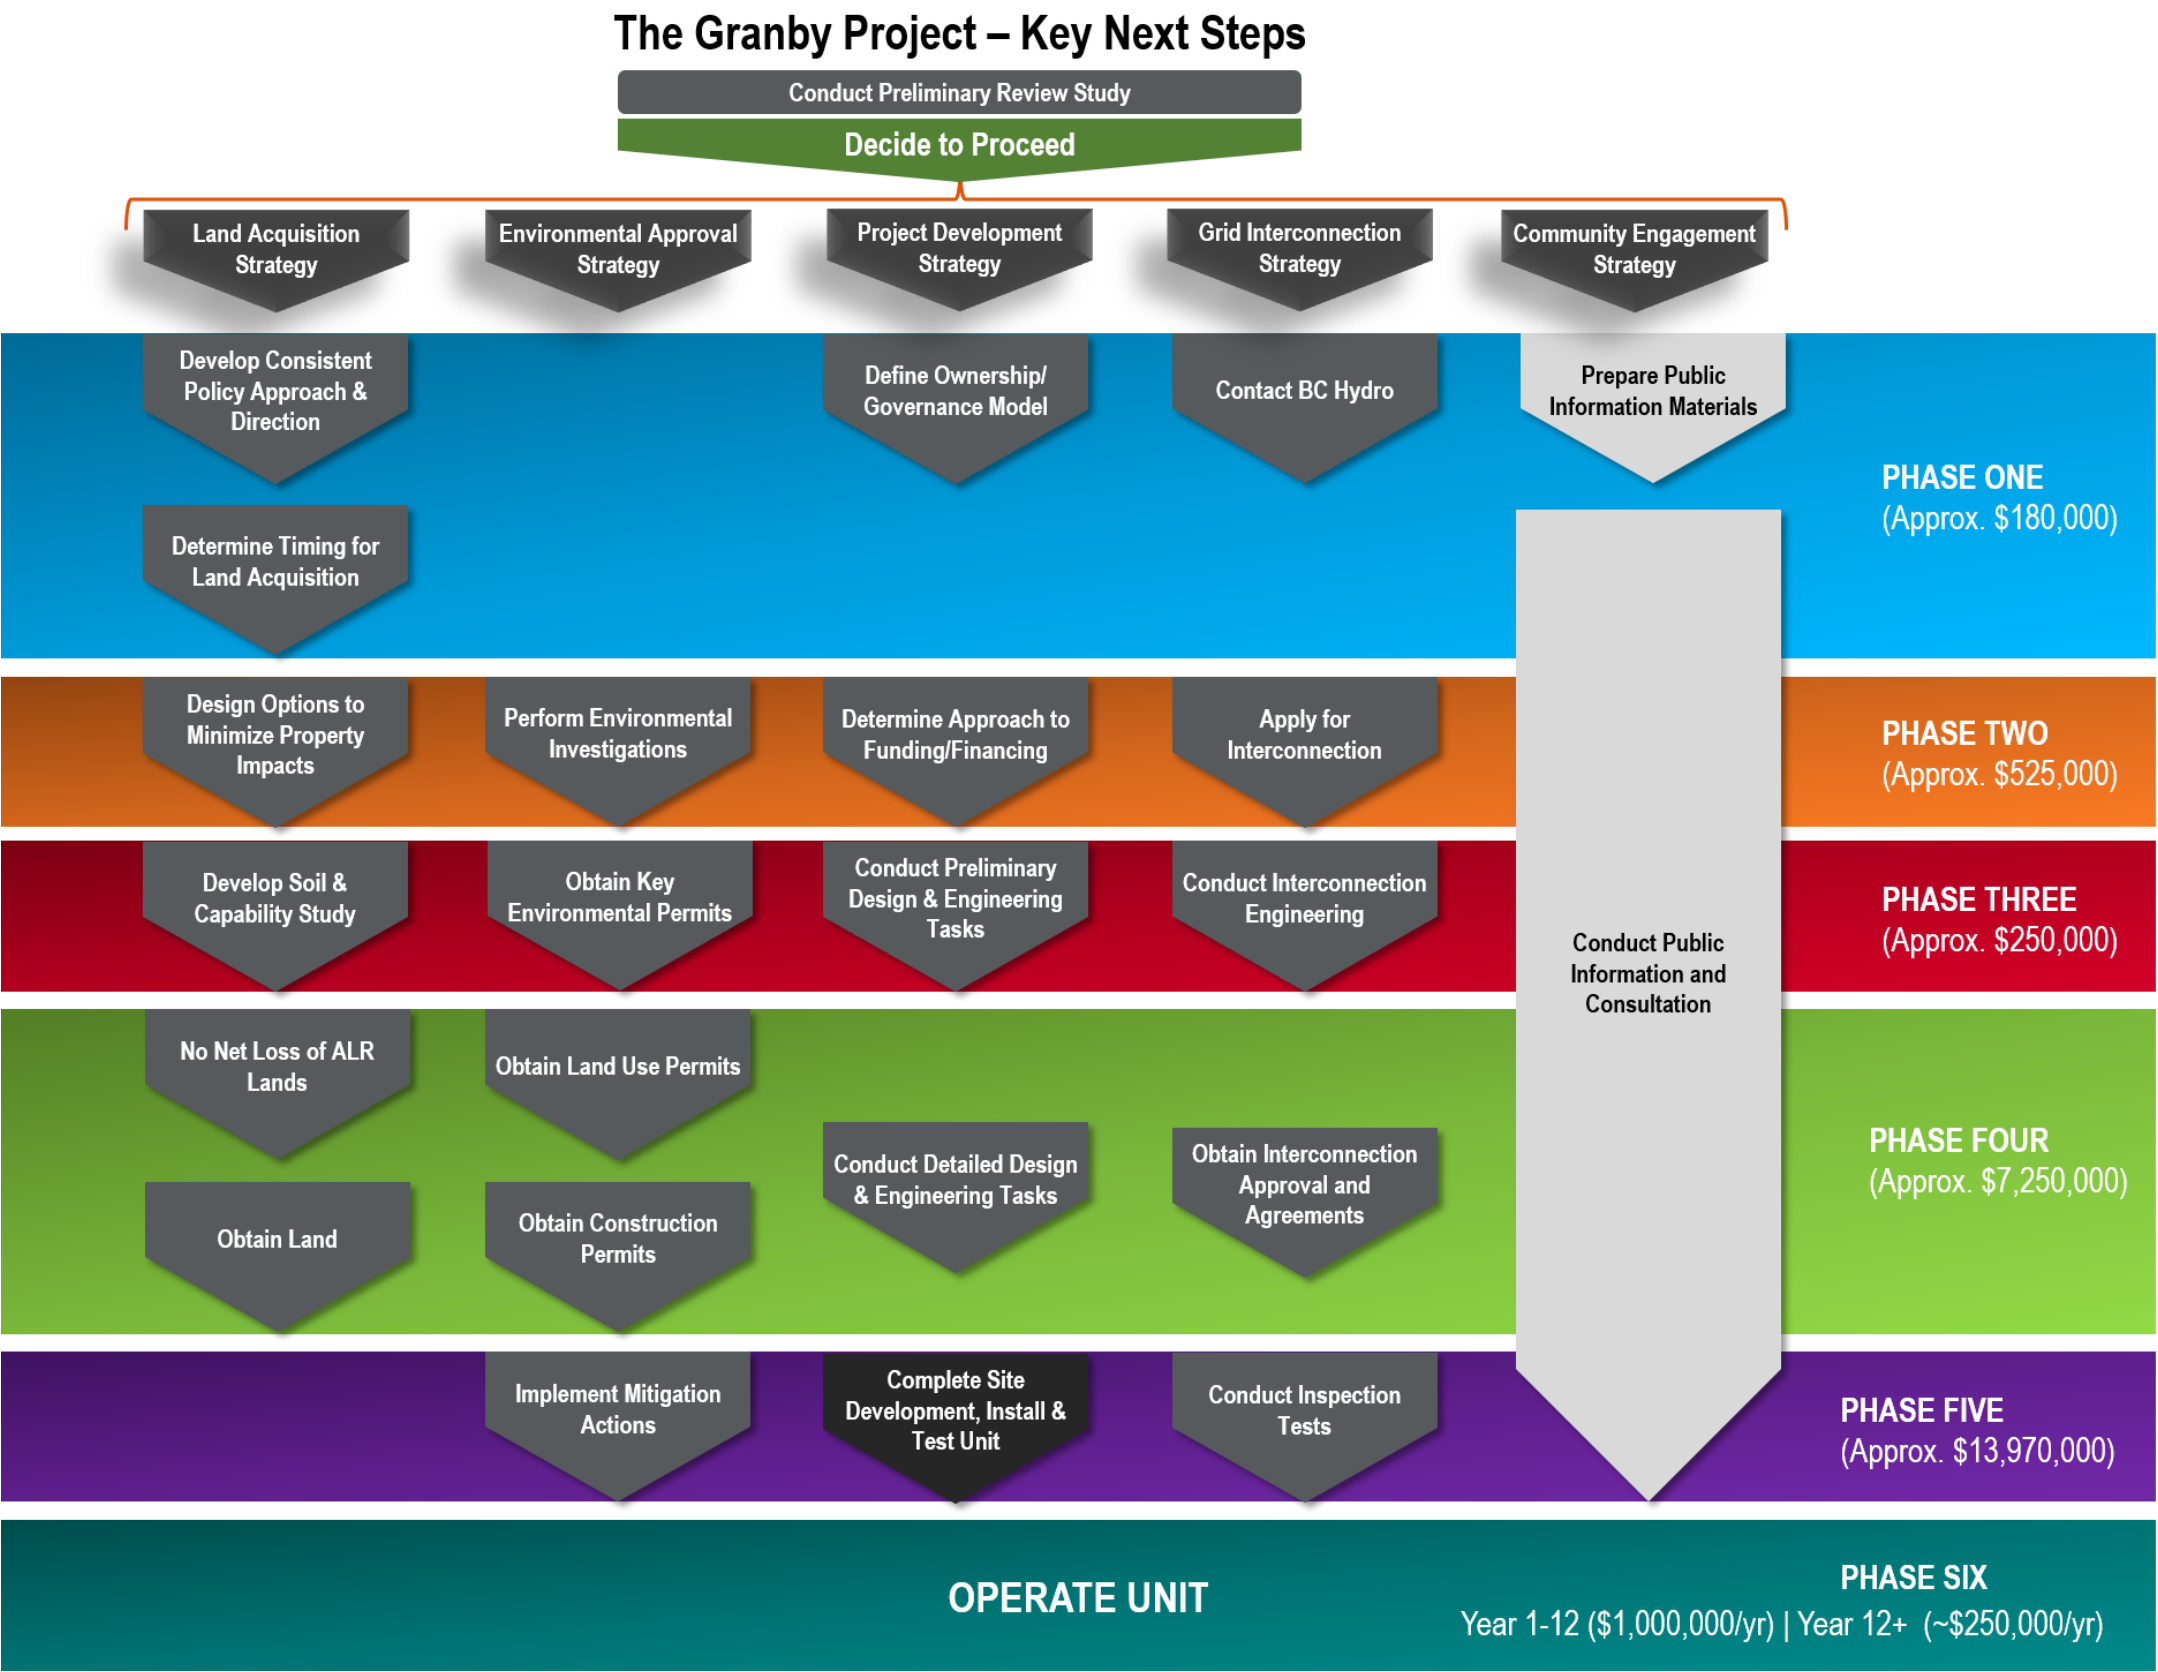 The Granby Project – Key Next Steps
Conduct Preliminary Review Study
Decide to Proceed
Land Acquisition
Strategy
Environmental Approval
Strategy
Project Development
Strategy
Grid Interconnection
Strategy
Community Engagement
Strategy
Develop Consistent
Policy Approach &
Direction
Define Ownership/
Governance Model
Contact BC Hydro
Prepare Public
Information Materials
Determine Timing for
Land Acquisition
PHASE ONE
(Approx. $180,000)
Design Options to
Minimize Property
Impacts
Perform Environmental
Investigations
Determine Approach to
Funding/Financing
Apply for
Interconnection
PHASE TWO
(Approx. $525,000)
Develop Soil &
Capability Study
Obtain Key
Environmental Permits
Conduct Preliminary
Design & Engineering
Tasks
Conduct Interconnection
Engineering
Conduct Public
Information and
Consultation
PHASE THREE
(Approx. $250,000)
No Net Loss of ALR
Lands
Obtain Land Use Permits
Conduct Detailed Design
& Engineering Tasks
Obtain Interconnection
Approval and
Agreements
Obtain Land
Obtain Construction
Permits
PHASE FOUR
(Approx. $7,250,000)
Implement Mitigation
Actions
Complete Site
Development, Install &
Test Unit
Conduct Inspection
Tests
PHASE FIVE
(Approx. $13,970,000)
OPERATE UNIT
PHASE SIX
Year 1-12 ($1,000,000/yr) | Year 12+ (~$250,000/yr)